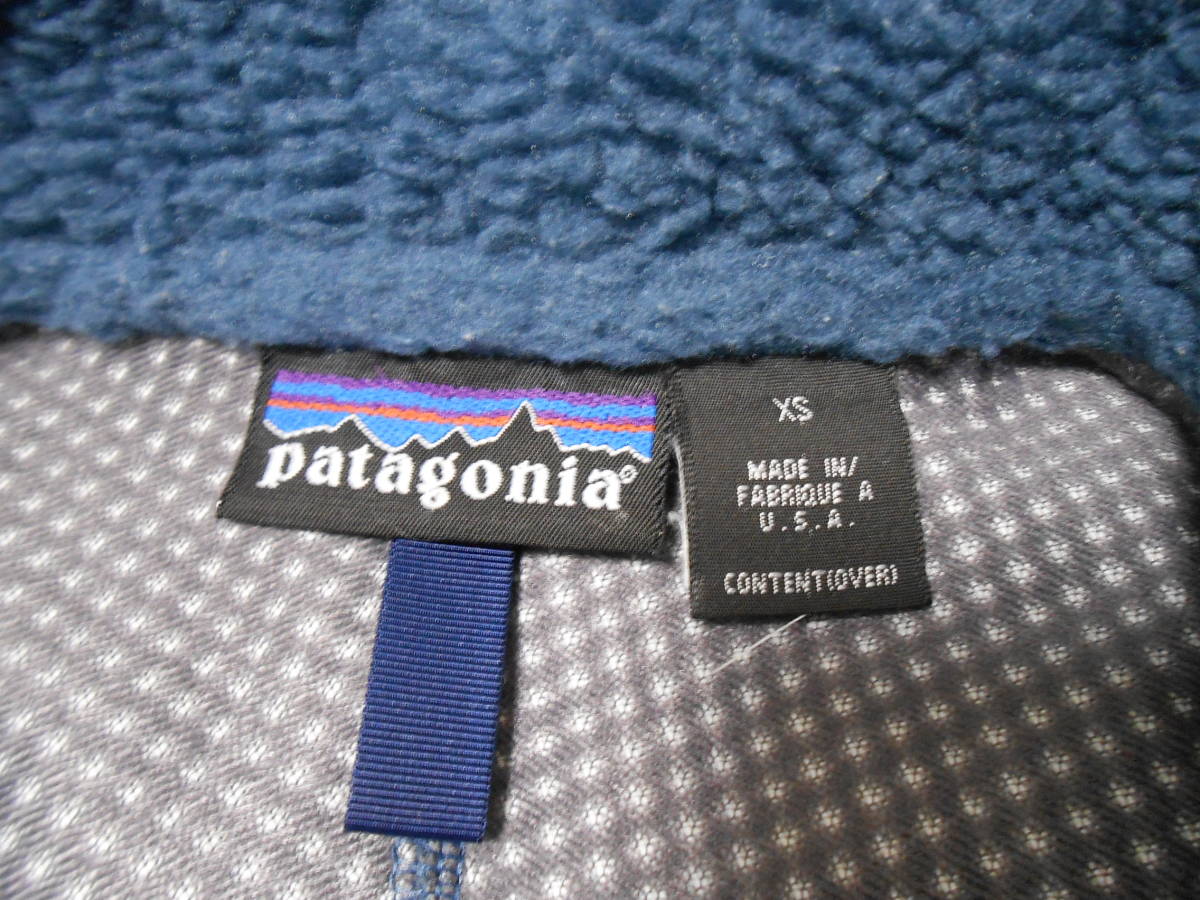 patagonia®
XS
MADE IN/
FABRIQUE A
U.S.A.
CONTENT(OVER)